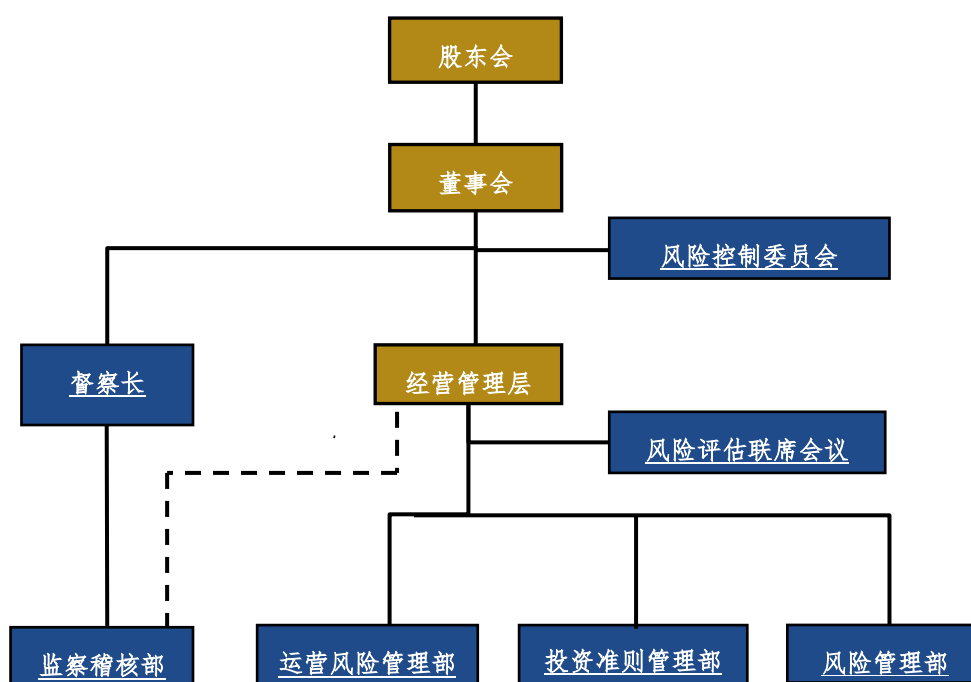 股东会
董事会
风险控制委员会
督察长
经营管理层
风险评估联席会议
监察稽核部
运营风险管理部
投资准则管理部
风险管理部